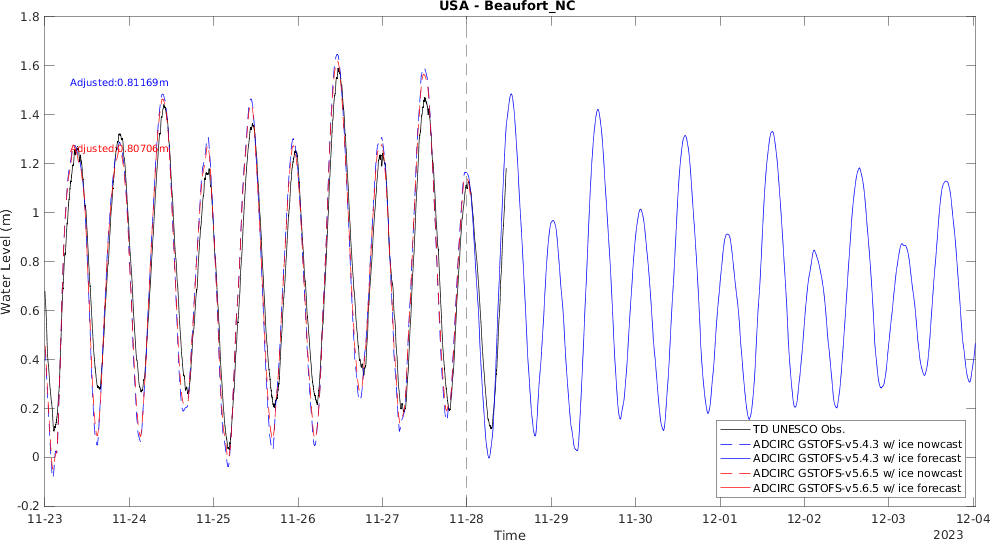 USA - Beaufort_NC
1.8
1.6
1.4
1.2
1
0.8
0.6
0.4
0.2
0
-0.2
Water Level (m)
Adjusted:0.81169m
Adjusted:0.80706m
TD UNESCO Obs.
ADCIRC GSTOFS-v5.4.3 w/ ice nowcast
ADCIRC GSTOFS-v5.4.3 w/ ice forecast
ADCIRC GSTOFS-v5.6.5 w/ ice nowcast
ADCIRC GSTOFS-v5.6.5 w/ ice forecast
11-23 11-24 11-25 11-26 11-27 11-28 11-29 11-30 12-01 12-02 12-03 12-04
Time
2023